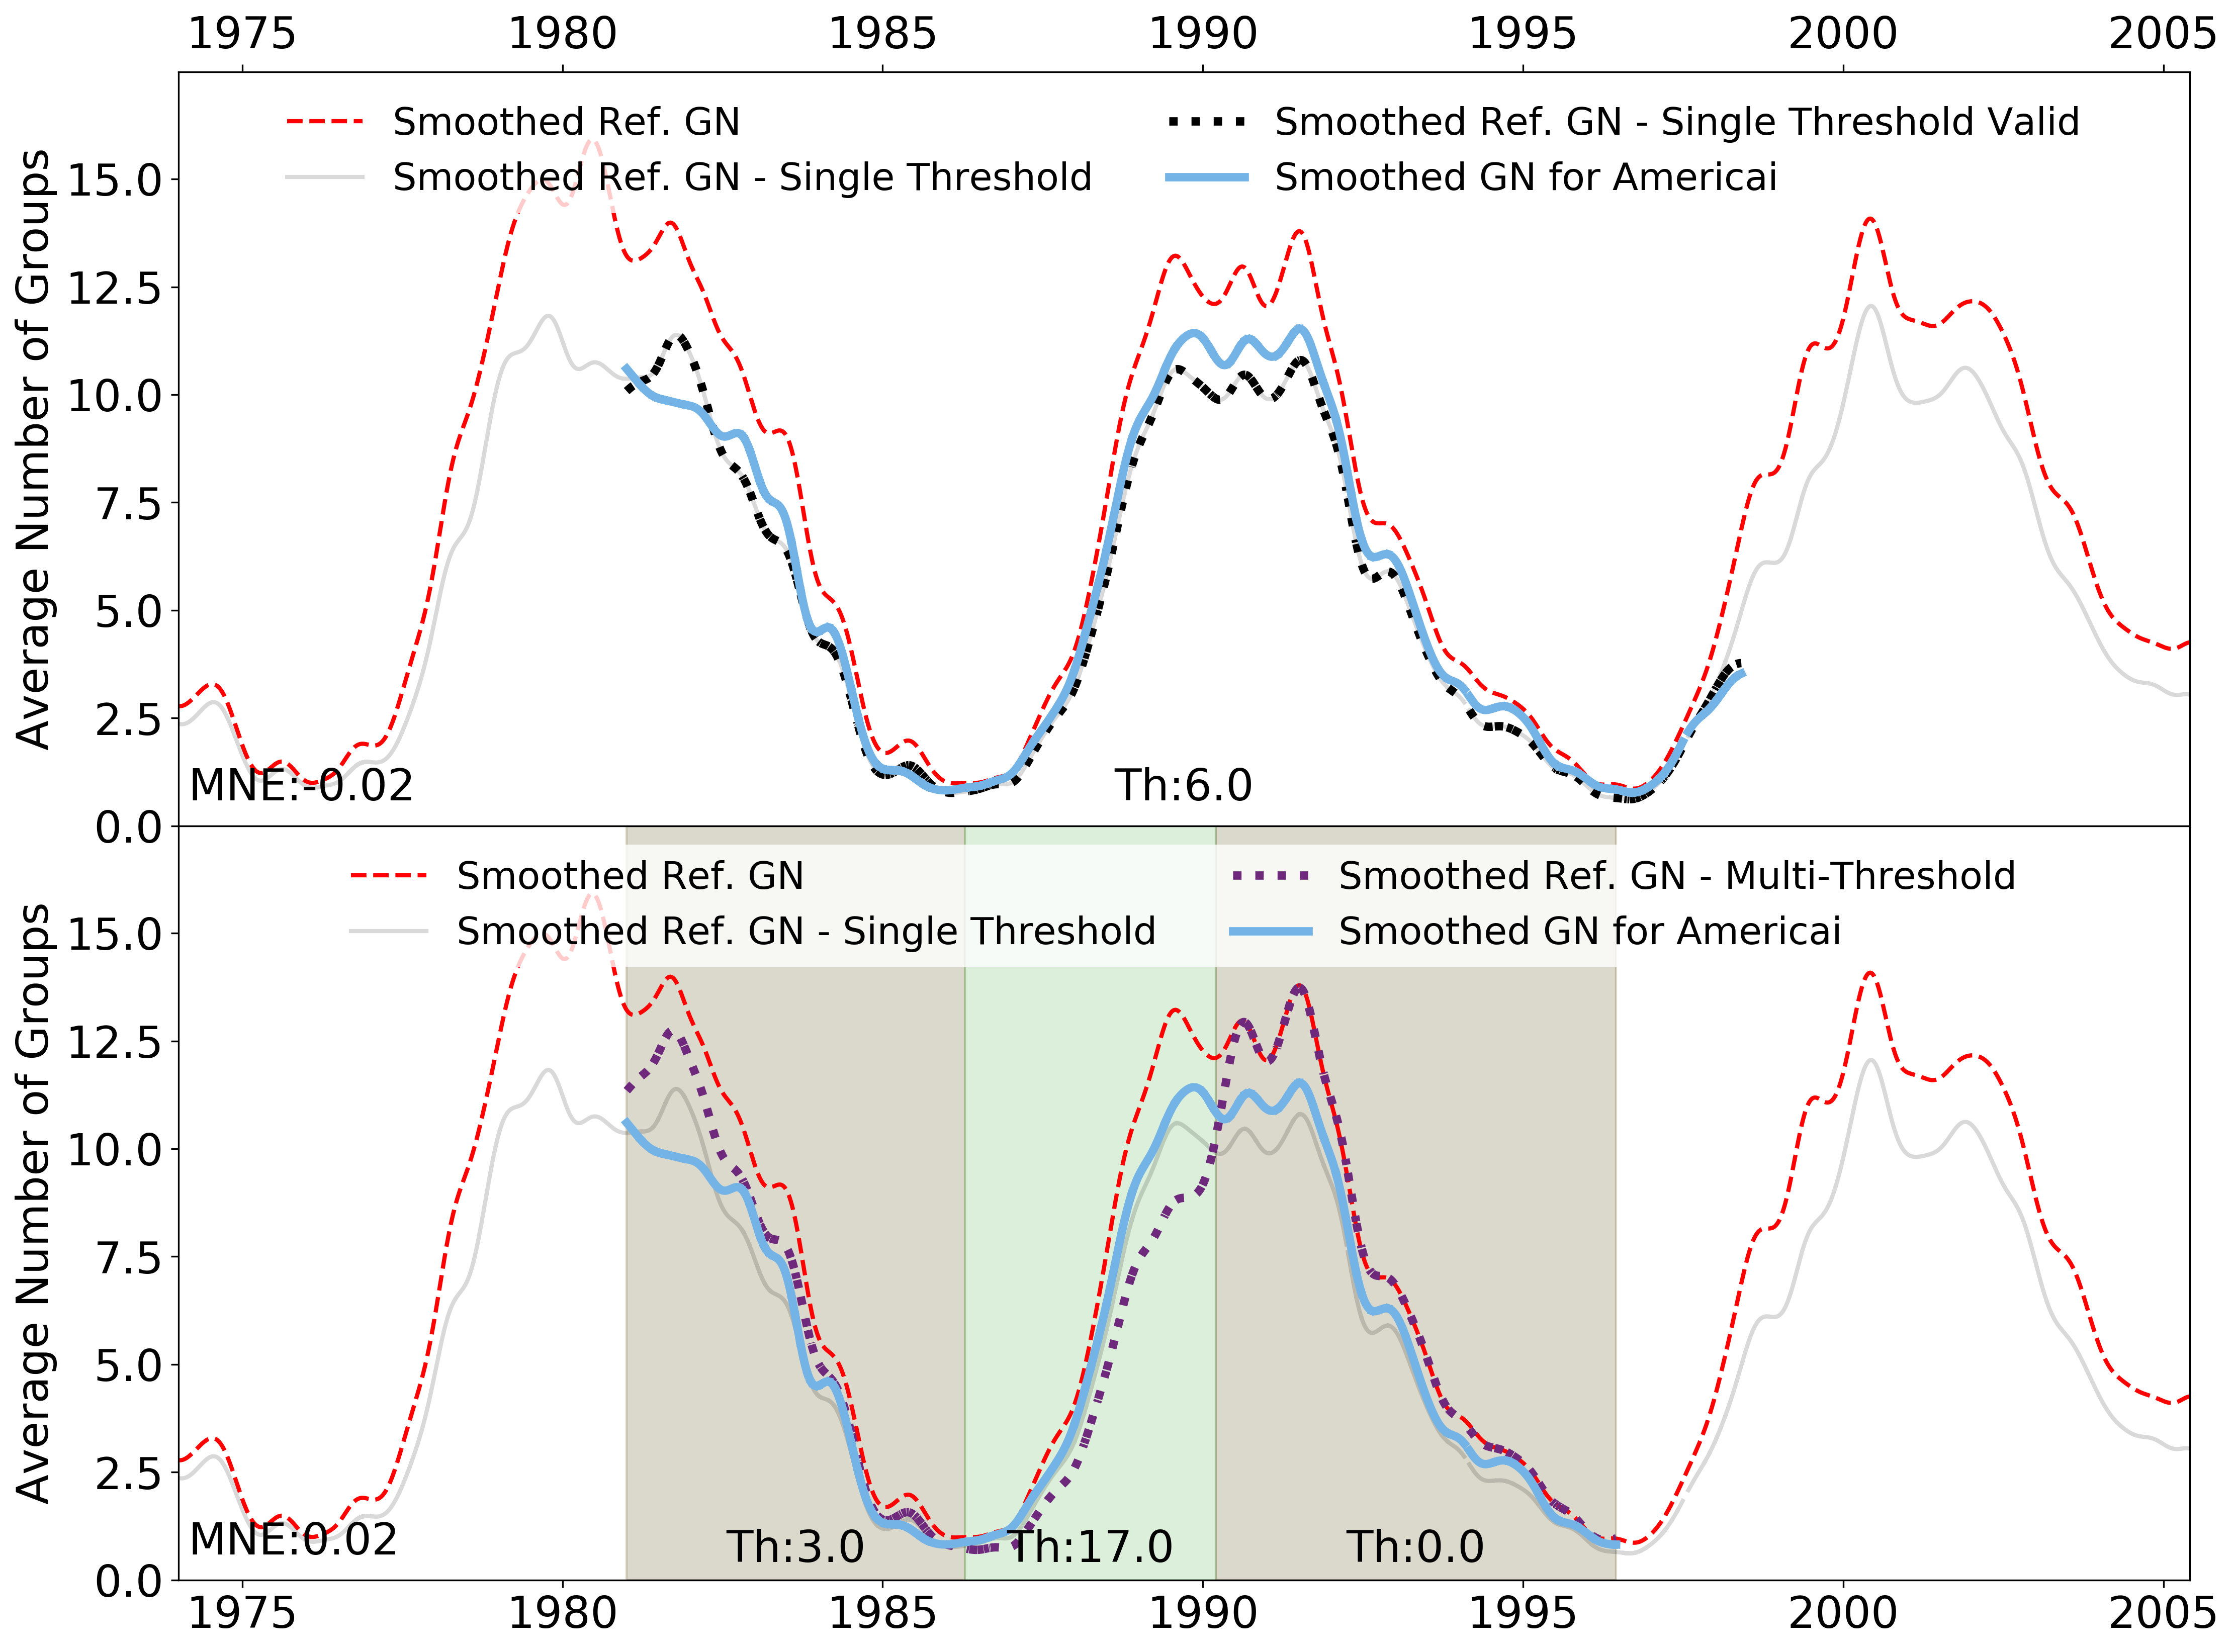 1975 1980 1985 1990 1995 2000 2005
Smoothed Ref. GN
Smoothed Ref. GN - Single Threshold
Smoothed Ref. GN - Single Threshold Valid
Smoothed GN for Americai
Average Number of Groups
15.0
12.5
10.0
7.5
5.0
2.5
0.0
MNE:-0.02
Th:6.0
Smoothed Ref. GN
Smoothed Ref. GN - Single Threshold
Smoothed Ref. GN - Multi-Threshold
Smoothed GN for Americai
Average Number of Groups
15.0
12.5
10.0
7.5
5.0
2.5
0.0
MNE:0.02
Th:3.0
Th:17.0
Th:0.0
1975 1980 1985 1990 1995 2000 2005